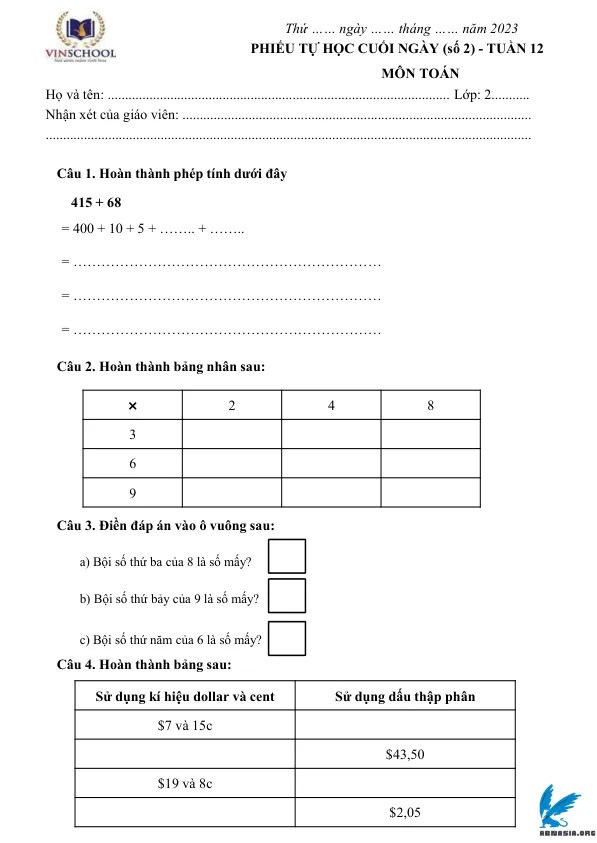 Thứ …… ngày …… tháng …… năm 2023
VINSCHOOL
PHIẾU TỰ HỌC CUỐI NGÀY (số 2) - TUẦN 12
MÔN TOÁN
Họ và tên: .................................................................................................. Lớp: 2...........
Nhận xét của giáo viên: ....................................................................................................
...........................................................................................................................................
Câu 1. Hoàn thành phép tính dưới đây
415 + 68
= 400 + 10 + 5 + …….. + ……..
= …………………………………………………………
= …………………………………………………………
= …………………………………………………………
Câu 2. Hoàn thành bảng nhân sau:
× 2 4 8
3
6
9
Câu 3. Điền đáp án vào ô vuông sau:
a) Bội số thứ ba của 8 là số mấy?
b) Bội số thứ bảy của 9 là số mấy?
c) Bội số thứ năm của 6 là số mấy?
Câu 4. Hoàn thành bảng sau:
Sử dụng kí hiệu dollar và cent Sử dụng dấu thập phân
$7 và 15c
$43,50
$19 và 8c
$2,05
ABNASIA.ORG